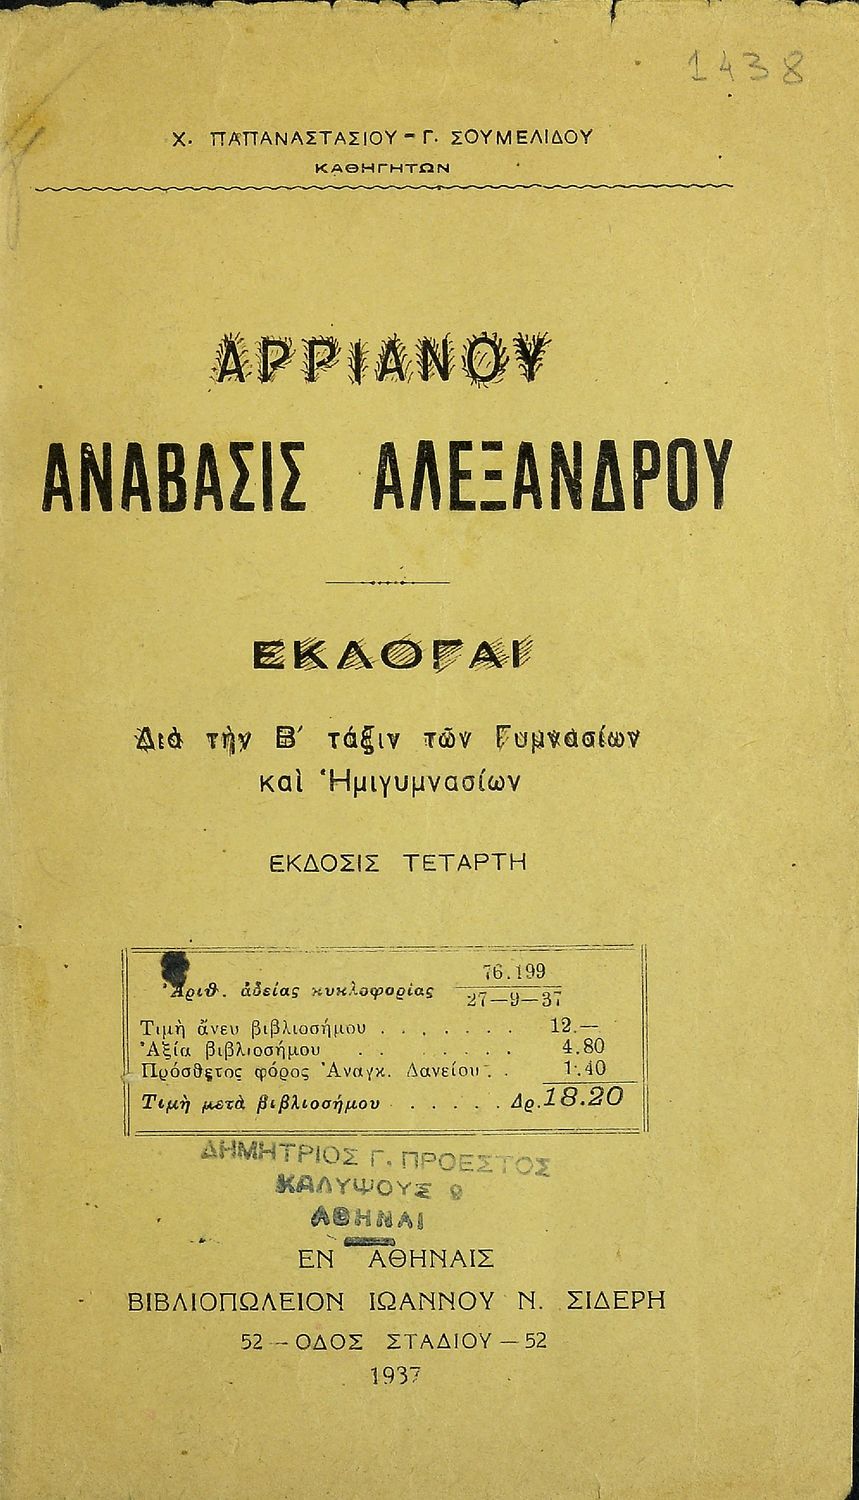 1438
Χ. ΠΑΠΑΝΑΣΤΑΣΙΟΥ - Γ. ΣΟΥΜΕΛΙΔΟΥ
ΚΑΘΗΓΗΤΩΝ
ΑΡΡΙΑΝΟΥ
ΑΝΑΒΑΣΙΣ ΑΛΕΞΑΝΔΡΟΥ
ΕΚΛΟΓΑΙ
Διὰ τὴν Β΄ τάξιν τῶν Γυμνασίων
καὶ Ἡμιγυμνασίων
ΕΚΔΟΣΙΣ ΤΕΤΑΡΤΗ
Ἀριθ. ἀδείας κυκλοφορίας 76.199
27—9—37
Τιμὴ ἄνευ βιβλιοσήμου . . . . . . . 12.—
Ἀξία βιβλιοσήμου . . . . . . . 4.80
Πρόσθετος φόρος Ἀναγκ. Δανείου . . 1.40
Τιμὴ μετὰ βιβλιοσήμου . . . . . Δρ. 18.20
ΔΗΜΗΤΡΙΟΣ Γ. ΠΡΟΕΣΤΟΣ
ΚΑΛΥΨΟΥΣ 9
ΑΘΗΝΑΙ
ΕΝ ΑΘΗΝΑΙΣ
ΒΙΒΛΙΟΠΩΛΕΙΟΝ ΙΩΑΝΝΟΥ Ν. ΣΙΔΕΡΗ
52 — ΟΔΟΣ ΣΤΑΔΙΟΥ — 52
1937